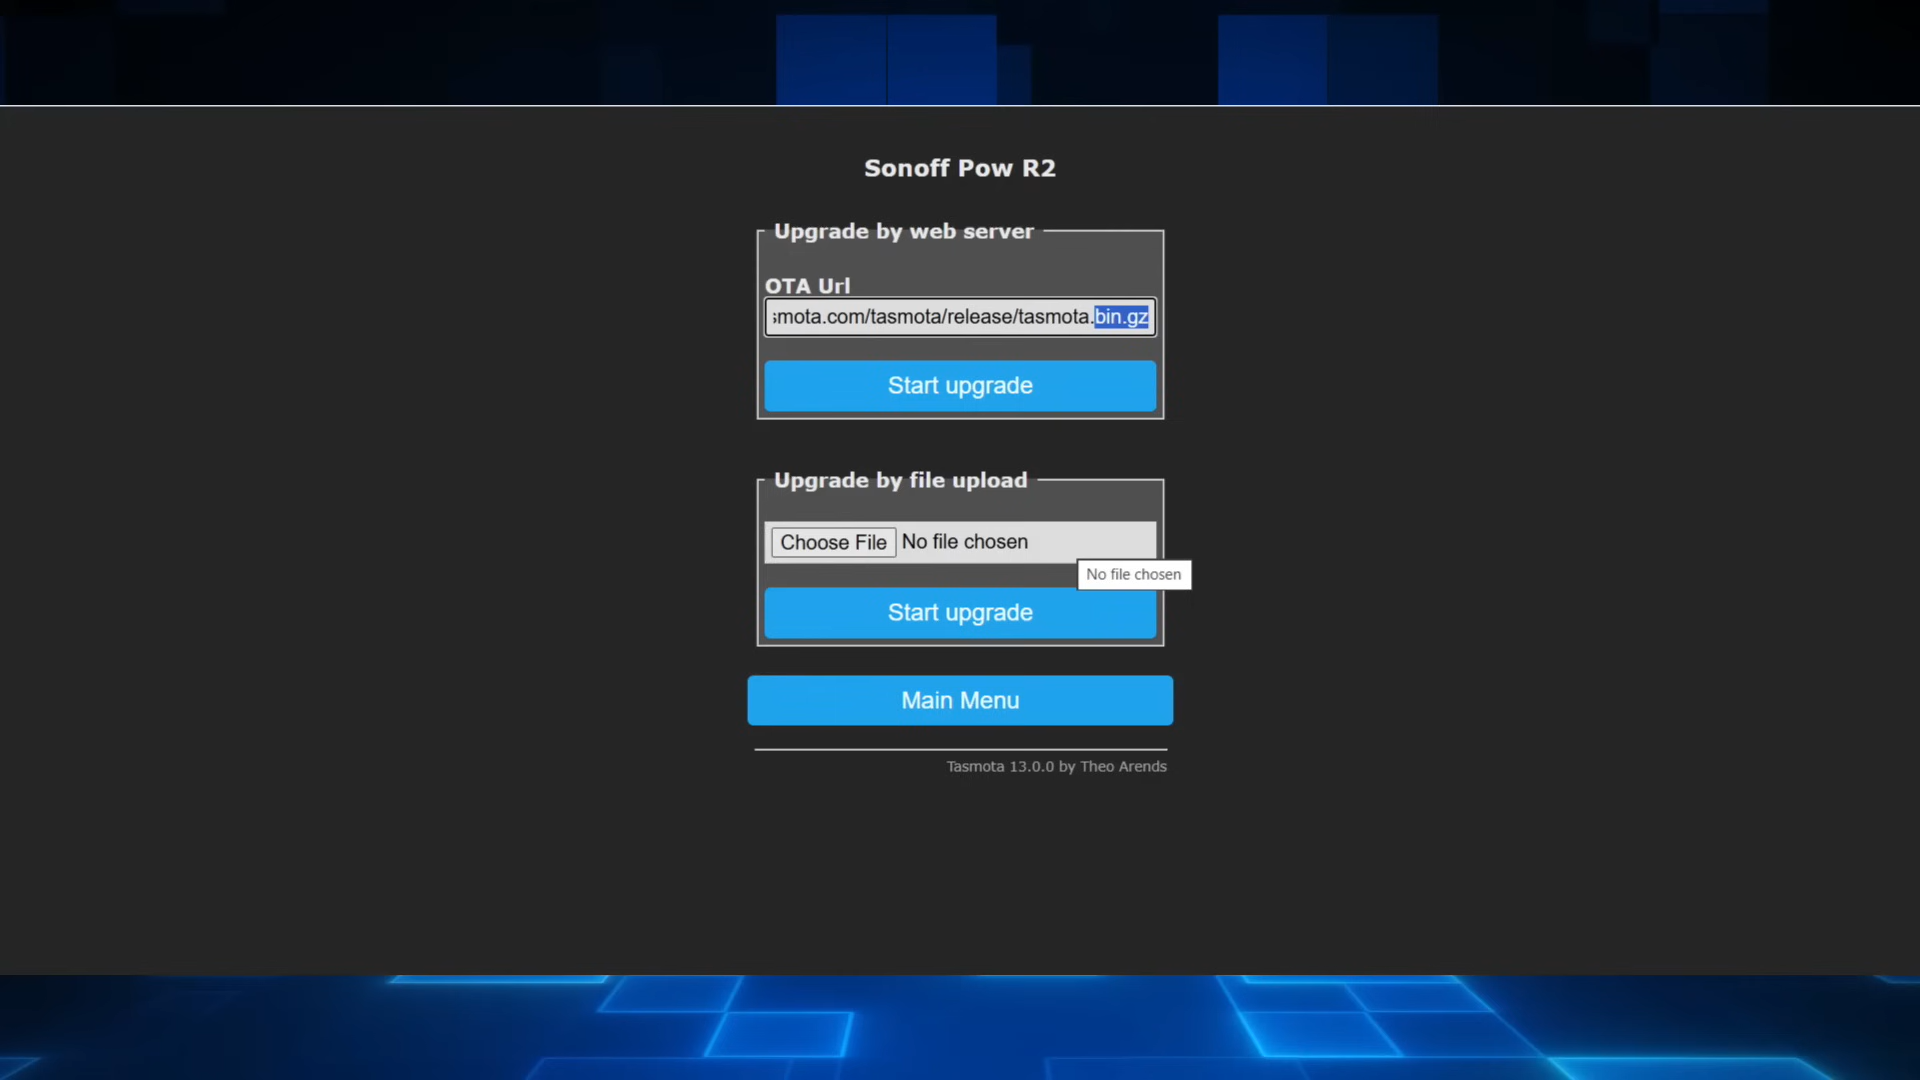 Sonoff Pow R2
Upgrade by web server
OTA Url
smota.com/tasmota/release/tasmota.bin.gz
Start upgrade
Upgrade by file upload
Choose File No file chosen
No file chosen
Start upgrade
Main Menu
Tasmota 13.0.0 by Theo Arends